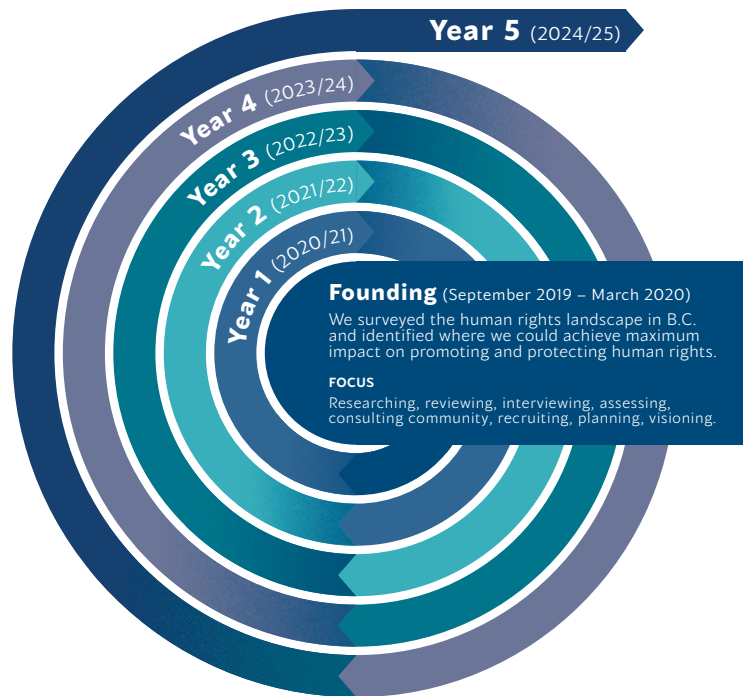 Year 5 (2024/25)
Year 4 (2023/24)
Year 3 (2022/23)
Year 2 (2021/22)
Year 1 (2020/21)
Founding (September 2019 – March 2020)
We surveyed the human rights landscape in B.C.
and identified where we could achieve maximum
impact on promoting and protecting human rights.
FOCUS
Researching, reviewing, interviewing, assessing,
consulting community, recruiting, planning, visioning.